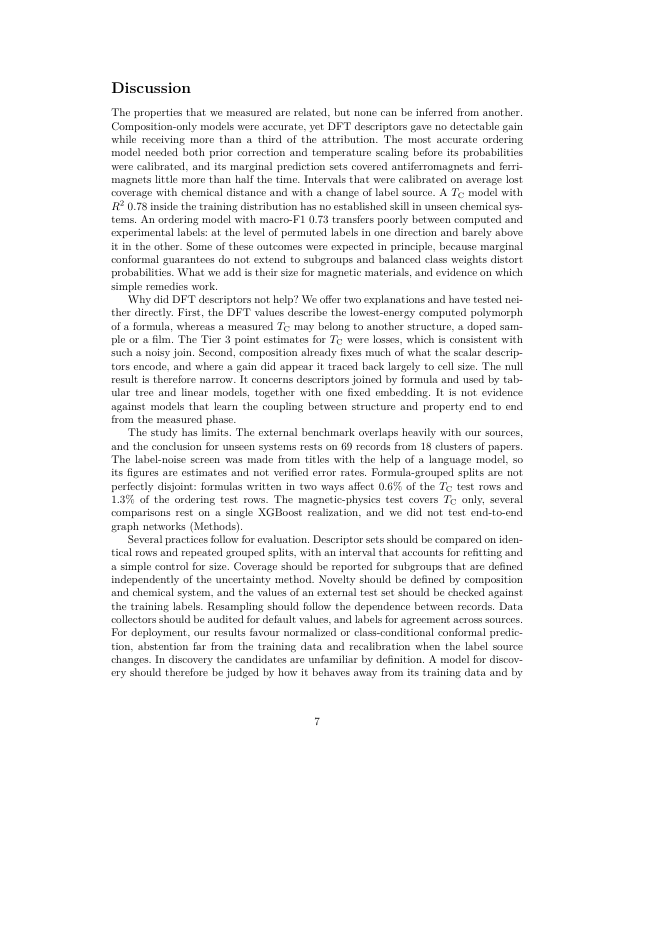 Discussion
The properties that we measured are related, but none can be inferred from another.
Composition-only models were accurate, yet DFT descriptors gave no detectable gain
while receiving more than a third of the attribution. The most accurate ordering
model needed both prior correction and temperature scaling before its probabilities
were calibrated, and its marginal prediction sets covered antiferromagnets and ferri-
magnets little more than half the time. Intervals that were calibrated on average lost
coverage with chemical distance and with a change of label source. A T_C model with
R² 0.78 inside the training distribution has no established skill in unseen chemical sys-
tems. An ordering model with macro-F1 0.73 transfers poorly between computed and
experimental labels: at the level of permuted labels in one direction and barely above
it in the other. Some of these outcomes were expected in principle, because marginal
conformal guarantees do not extend to subgroups and balanced class weights distort
probabilities. What we add is their size for magnetic materials, and evidence on which
simple remedies work.
Why did DFT descriptors not help? We offer two explanations and have tested nei-
ther directly. First, the DFT values describe the lowest-energy computed polymorph
of a formula, whereas a measured T_C may belong to another structure, a doped sam-
ple or a film. The Tier 3 point estimates for T_C were losses, which is consistent with
such a noisy join. Second, composition already fixes much of what the scalar descrip-
tors encode, and where a gain did appear it traced back largely to cell size. The null
result is therefore narrow. It concerns descriptors joined by formula and used by tab-
ular tree and linear models, together with one fixed embedding. It is not evidence
against models that learn the coupling between structure and property end to end
from the measured phase.
The study has limits. The external benchmark overlaps heavily with our sources,
and the conclusion for unseen systems rests on 69 records from 18 clusters of papers.
The label-noise screen was made from titles with the help of a language model, so
its figures are estimates and not verified error rates. Formula-grouped splits are not
perfectly disjoint: formulas written in two ways affect 0.6% of the T_C test rows and
1.3% of the ordering test rows. The magnetic-physics test covers T_C only, several
comparisons rest on a single XGBoost realization, and we did not test end-to-end
graph networks (Methods).
Several practices follow for evaluation. Descriptor sets should be compared on iden-
tical rows and repeated grouped splits, with an interval that accounts for refitting and
a simple control for size. Coverage should be reported for subgroups that are defined
independently of the uncertainty method. Novelty should be defined by composition
and chemical system, and the values of an external test set should be checked against
the training labels. Resampling should follow the dependence between records. Data
collectors should be audited for default values, and labels for agreement across sources.
For deployment, our results favour normalized or class-conditional conformal predic-
tion, abstention far from the training data and recalibration when the label source
changes. In discovery the candidates are unfamiliar by definition. A model for discov-
ery should therefore be judged by how it behaves away from its training data and by
7